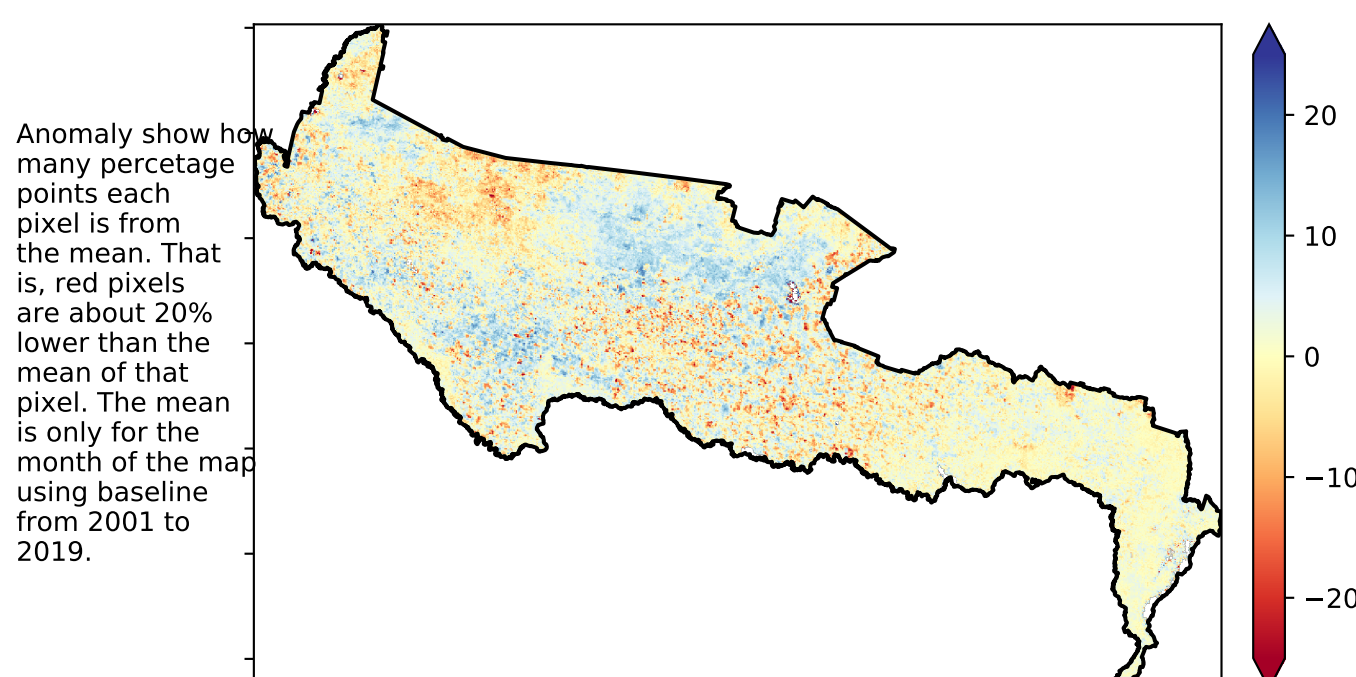 Anomaly show how
many percetage
points each
pixel is from
the mean. That
is, red pixels
are about 20%
lower than the
mean of that
pixel. The mean
is only for the
month of the map
using baseline
from 2001 to
2019.
20
10
0
−10
−20